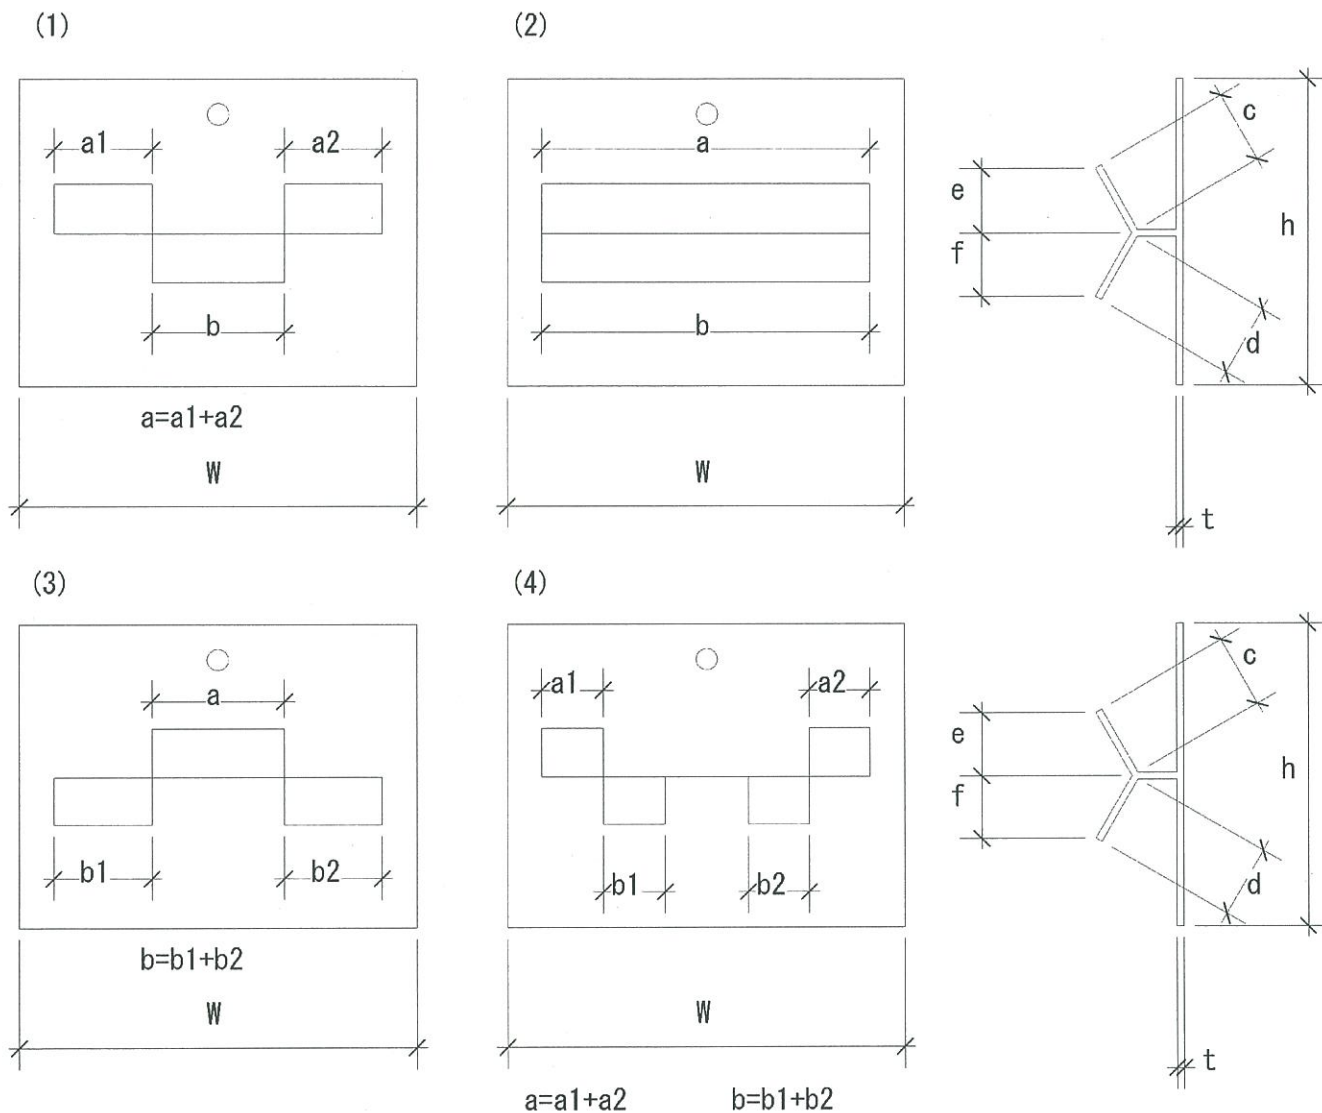 (1)
(2)
a1
a2
a
c
e
f
h
b
b
d
a=a1+a2
W
W
t
(3)
(4)
a
a1
a2
c
e
f
h
b1
b2
b1
b2
d
b=b1+b2
W
W
t
a=a1+a2
b=b1+b2